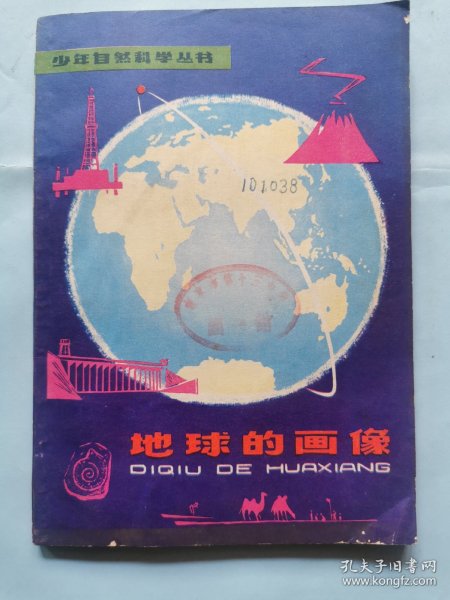 少年自然科学丛书
101038
地球的画像
DIQIU DE HUAXIANG
孔夫子旧书网
www.kongfz.com